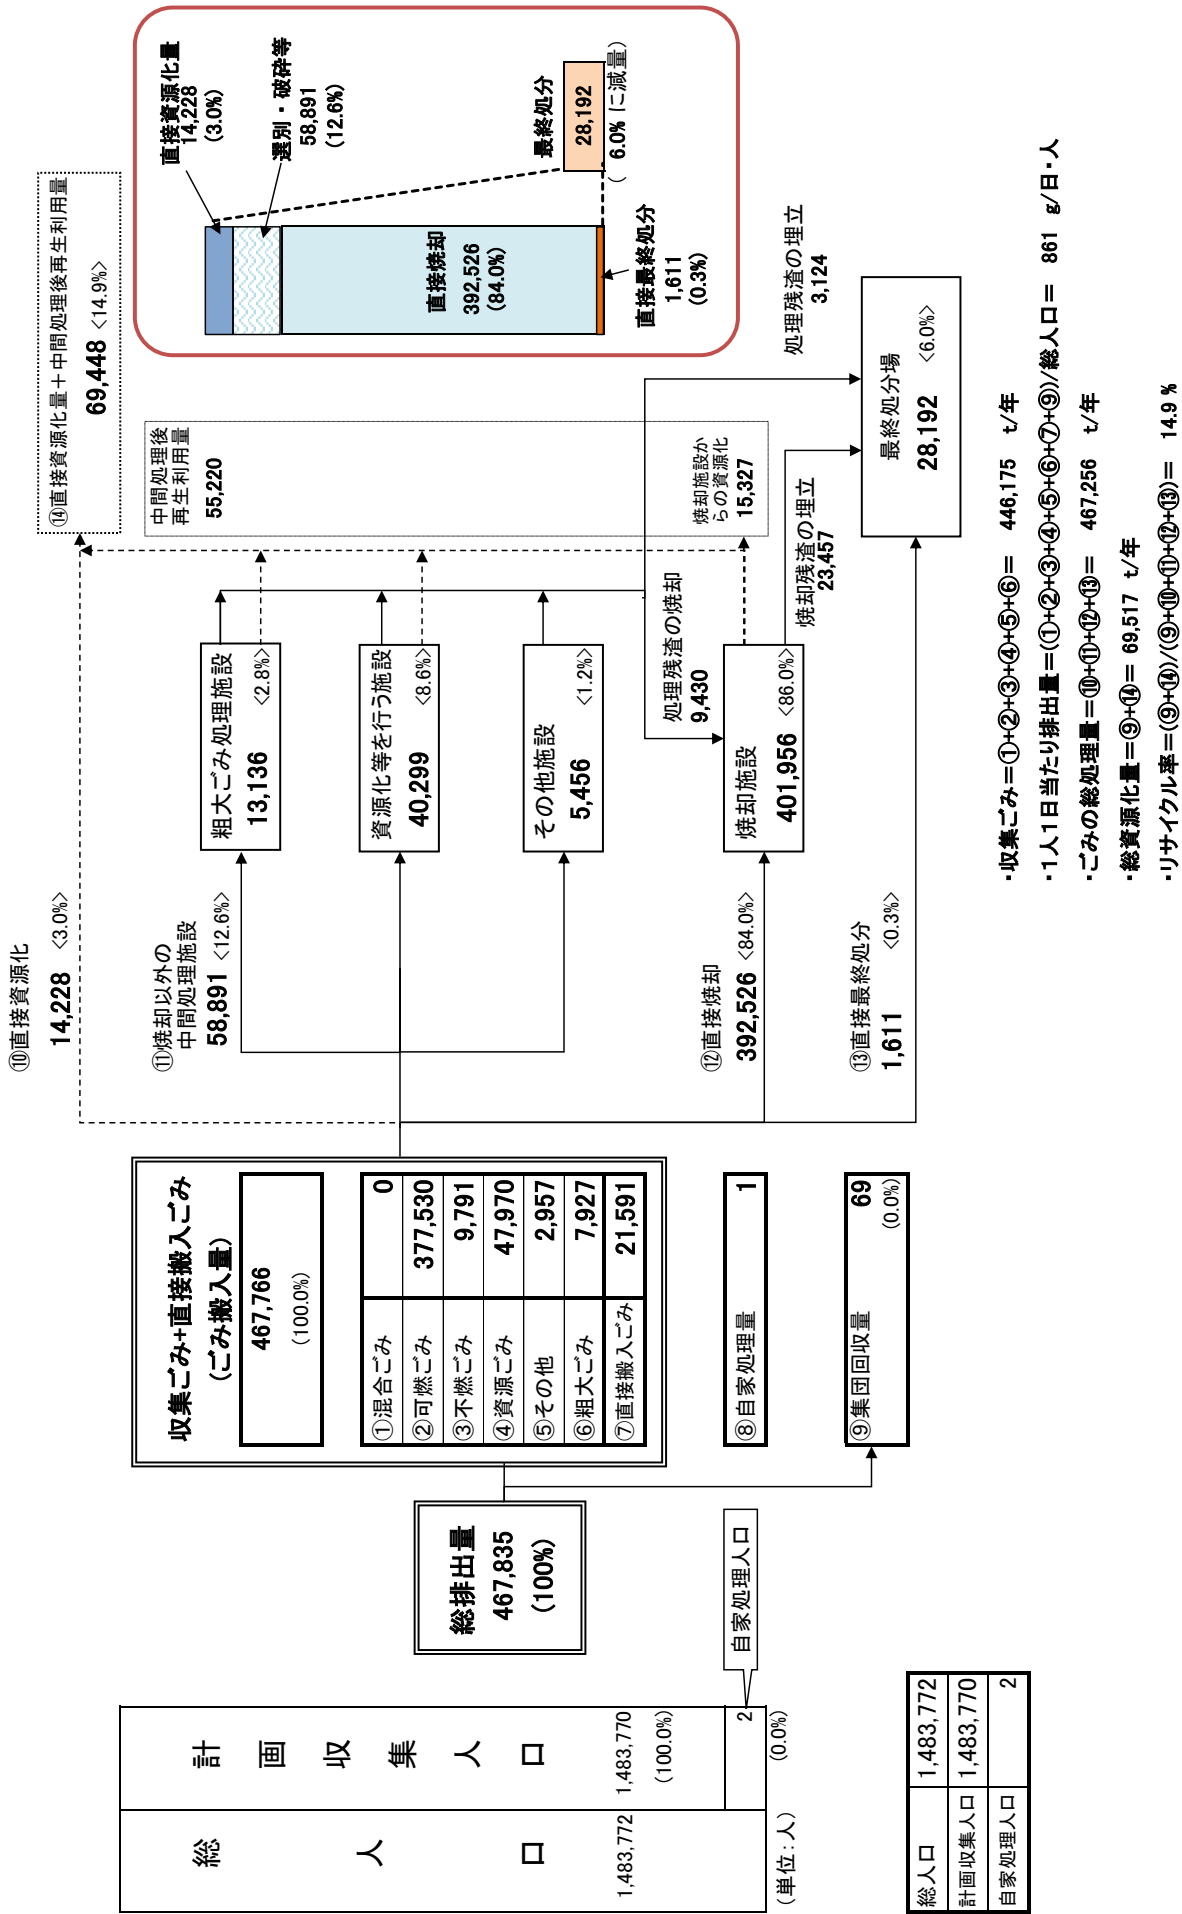 総人口
1,483,772
計画収集人口
1,483,770
(100.0%)
2
(0.0%)
(単位:人)
自家処理人口
総人口 1,483,772
計画収集人口 1,483,770
自家処理人口 2
総排出量
467,835
(100%)
収集ごみ+直接搬入ごみ
(ごみ搬入量)
467,766
(100.0%)
①混合ごみ 0
②可燃ごみ 377,530
③不燃ごみ 9,791
④資源ごみ 47,970
⑤その他 2,957
⑥粗大ごみ 7,927
⑦直接搬入ごみ 21,591
⑧自家処理量 1
⑨集団回収量 69
(0.0%)
⑩直接資源化
14,228 <3.0%>
⑪焼却以外の
中間処理施設
58,891 <12.6%>
⑫直接焼却
392,526 <84.0%>
⑬直接最終処分
1,611 <0.3%>
粗大ごみ処理施設
13,136 <2.8%>
資源化等を行う施設
40,299 <8.6%>
その他施設
5,456 <1.2%>
処理残渣の焼却
9,430
焼却施設
401,956 <86.0%>
焼却残渣の埋立
23,457
⑭直接資源化量+中間処理後再生利用量
69,448 <14.9%>
中間処理後
再生利用量
55,220
焼却施設か
らの資源化
15,327
処理残渣の埋立
3,124
最終処分場
28,192 <6.0%>
直接資源化量
14,228
(3.0%)
選別・破砕等
58,891
(12.6%)
直接焼却
392,526
(84.0%)
直接最終処分
1,611
(0.3%)
最終処分
28,192
( 6.0% に減量)
・収集ごみ=①+②+③+④+⑤+⑥= 446,175 t/年
・1人1日当たり排出量=(①+②+③+④+⑤+⑥+⑦+⑨)/総人口= 861 g/日・人
・ごみの総処理量=⑩+⑪+⑫+⑬= 467,256 t/年
・総資源化量=⑨+⑭= 69,517 t/年
・リサイクル率=(⑨+⑭)/(⑨+⑩+⑪+⑫+⑬)= 14.9 %